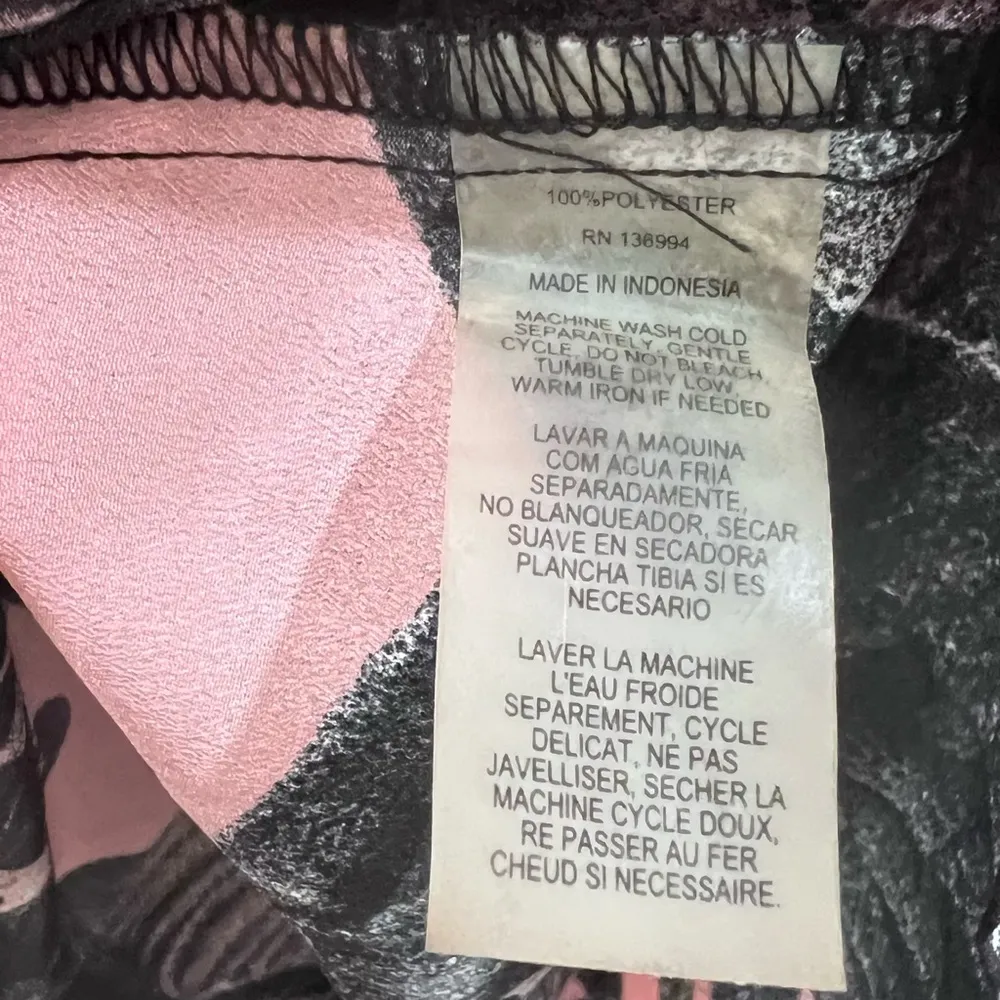 100%POLYESTER
RN 136994
MADE IN INDONESIA
MACHINE WASH COLD
SEPARATELY, GENTLE
CYCLE, DO NOT BLEACH,
TUMBLE DRY LOW,
WARM IRON IF NEEDED
LAVAR A MAQUINA
COM AGUA FRIA
SEPARADAMENTE,
NO BLANQUEADOR, SECAR
SUAVE EN SECADORA
PLANCHA TIBIA SI ES
NECESARIO
LAVER LA MACHINE
L'EAU FROIDE
SEPAREMENT, CYCLE
DELICAT, NE PAS
JAVELLISER, SECHER LA
MACHINE CYCLE DOUX,
RE PASSER AU FER
CHEUD SI NECESSAIRE.